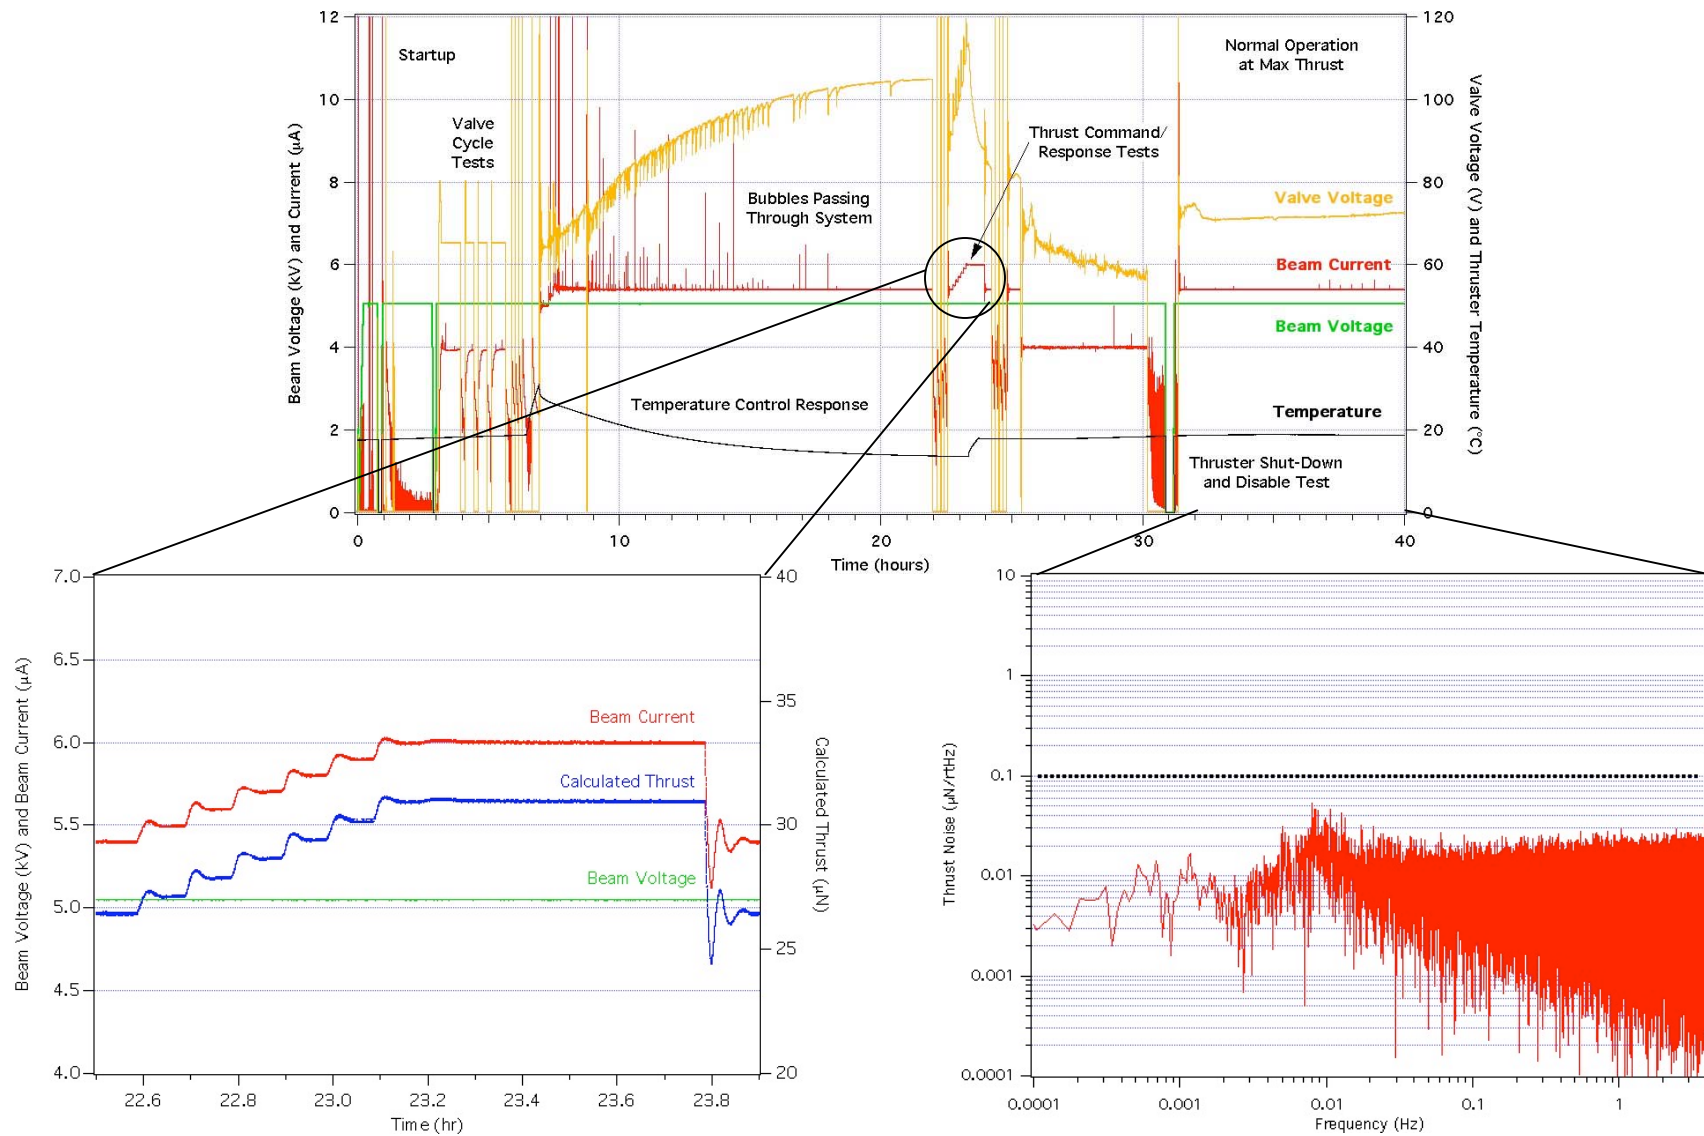 12
120
Startup
Normal Operation
at Max Thrust
10
100
Valve
Cycle
Tests
Thrust Command/
Response Tests
8
80
Bubbles Passing
Through System
Valve Voltage
6
60
Beam Current
Beam Voltage
4
40
Temperature Control Response
Temperature
2
20
Thruster Shut-Down
and Disable Test
0
0
Beam Voltage (kV) and Current (μA)
Valve Voltage (V) and Thruster Temperature (°C)
0
10
20
30
40
Time (hours)
7.0
6.5
6.0
5.5
5.0
4.5
4.0
40
35
30
25
20
Beam Current
Calculated Thrust
Beam Voltage
Beam Voltage (kV) and Beam Current (μA)
Calculated Thrust (μN)
22.6
22.8
23.0
23.2
23.4
23.6
23.8
Time (hr)
10
1
0.1
0.01
0.001
0.0001
Thrust Noise (μN/rtHz)
0.0001
0.001
0.01
0.1
1
Frequency (Hz)